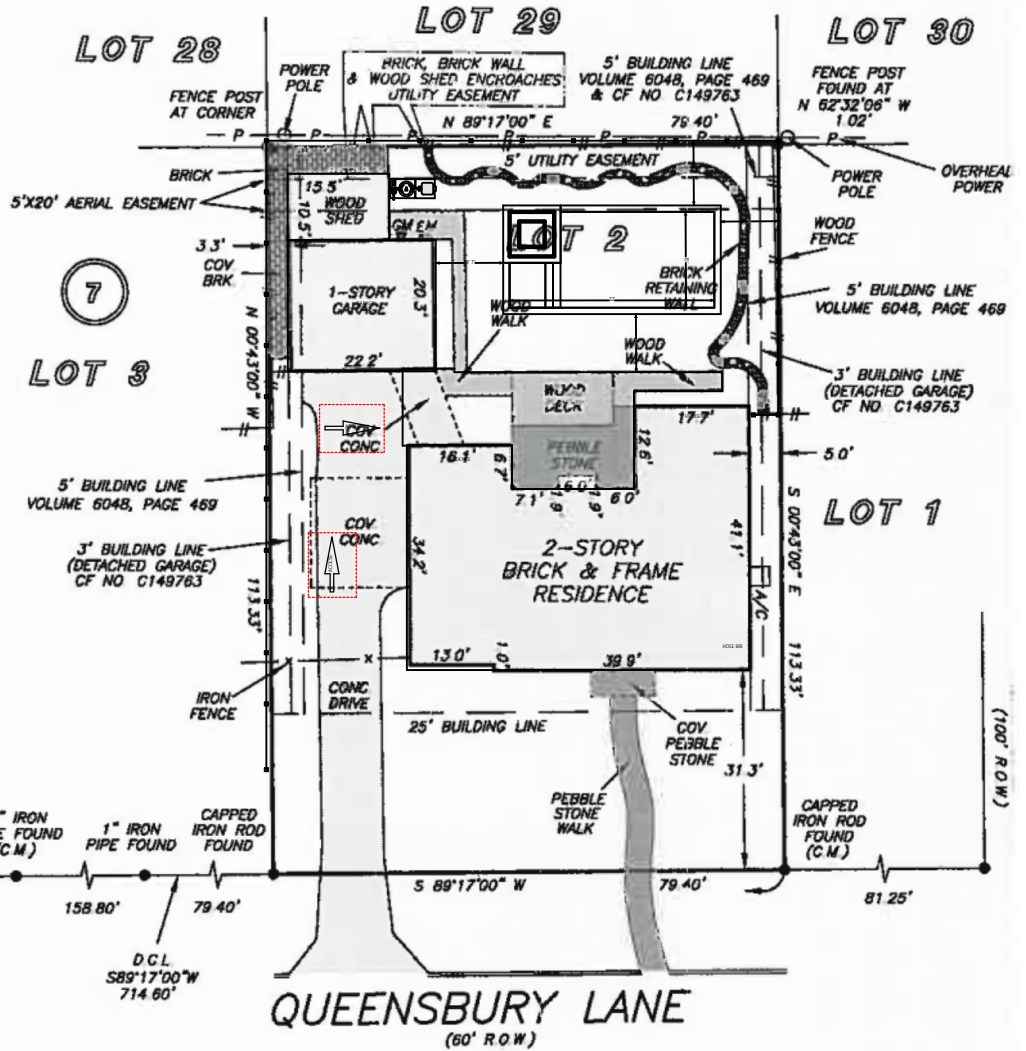 LOT 28
LOT 29
LOT 30
POWER
POLE
FENCE POST
AT CORNER
BRICK, BRICK WALL
& WOOD SHED ENCROACHES
UTILITY EASEMENT
5' BUILDING LINE
VOLUME 6048, PAGE 469
& CF NO C149763
FENCE POST
FOUND AT
N 62°32'06" W
1.02'
N 89°17'00" E
79.40'
P
P
P
P
P
P
P
P
5' UTILITY EASEMENT
OVERHEAL
POWER
POWER
POLE
BRICK
5'X20' AERIAL EASEMENT
15.5'
WOOD
SHED
10.5'
GM EM
LOT 2
WOOD
FENCE
3.3'
COV
BRK
7
1-STORY
GARAGE
20.3'
22.2'
WOOD
WALK
BRICK
RETAINING
WALL
5' BUILDING LINE
VOLUME 6048, PAGE 469
N 00°43'00" W
LOT 3
WOOD
WALK
WOOD
DECK
3' BUILDING LINE
(DETACHED GARAGE)
CF NO C149763
COV
CONC
17.7'
16.1'
6.7'
PEBBLE
STONE
12.6'
5.0'
7.1'
6.0'
6.0'
1.9'
1.9'
5' BUILDING LINE
VOLUME 6048, PAGE 469
LOT 1
COV
CONC
34.2'
2-STORY
BRICK & FRAME
RESIDENCE
41.1'
S 00°43'00" E
3' BUILDING LINE
(DETACHED GARAGE)
CF NO C149763
A/C
113.33'
113.33'
HOSE BIB
13.0'
1.0'
39.9'
x
IRON
FENCE
CONC
DRIVE
25' BUILDING LINE
COV
PEBBLE
STONE
31.3'
(100' R.O.W.)
PEBBLE
STONE
WALK
" IRON
E FOUND
(C.M.)
1" IRON
PIPE FOUND
CAPPED
IRON ROD
FOUND
CAPPED
IRON ROD
FOUND
(C.M.)
S 89°17'00" W
79.40'
158.80'
79.40'
81.25'
D.C.L.
S89°17'00"W
714.60'
QUEENSBURY LANE
(60' R.O.W.)